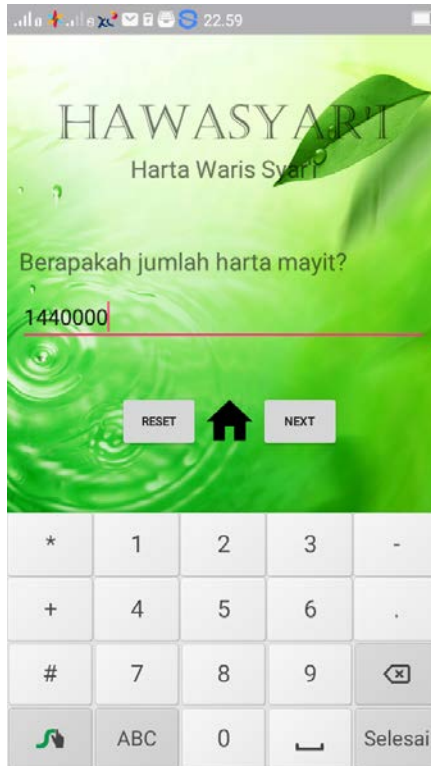 22.59
HAWASYAR'I
Harta Waris Syar'i
Berapakah jumlah harta mayit?
1440000
RESET NEXT
* 1 2 3 -
+ 4 5 6 .
# 7 8 9
ABC 0 Selesai